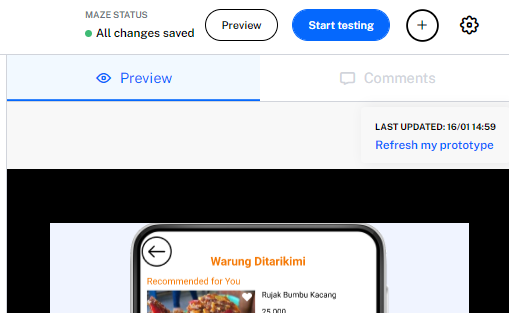 MAZE STATUS
All changes saved
Preview
Start testing
Preview
Comments
LAST UPDATED: 16/01 14:59
Refresh my prototype
Warung Ditarikimi
Recommended for You
Rujak Bumbu Kacang
25.000